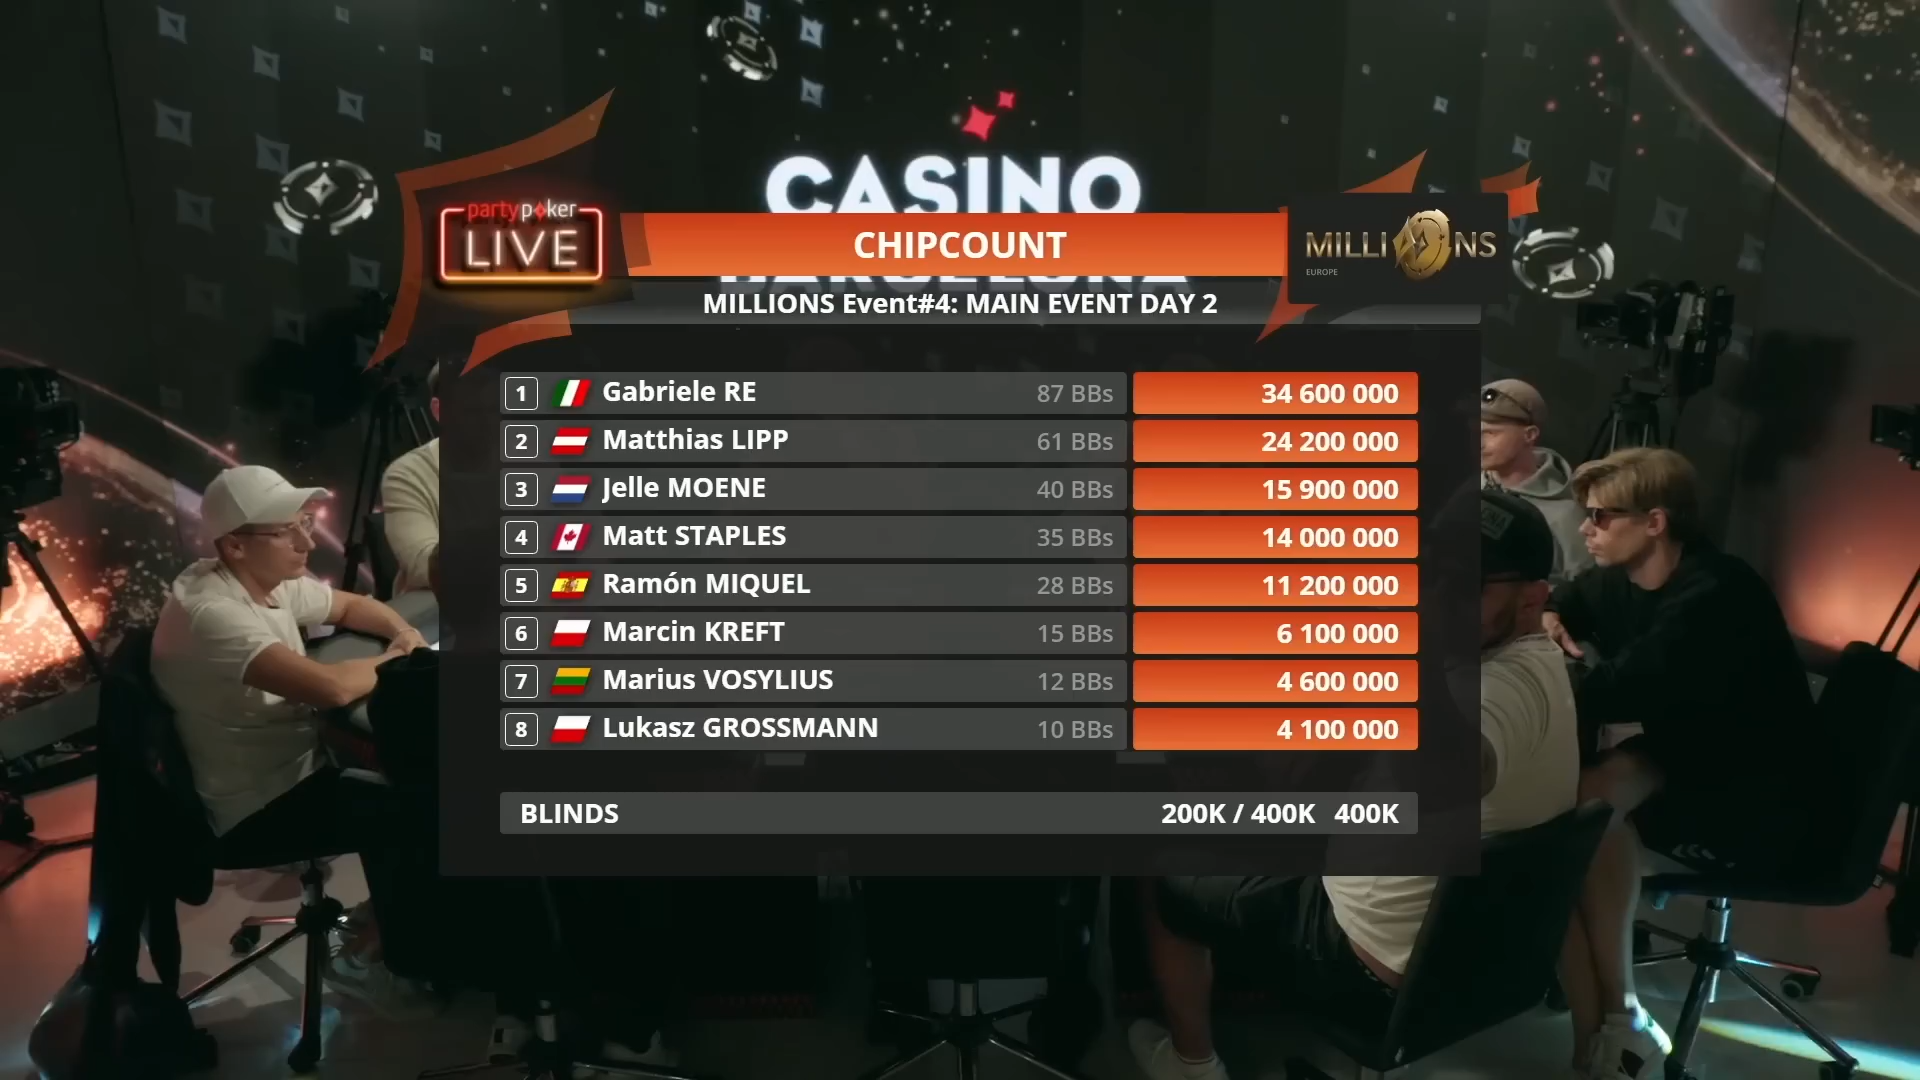 CASINO
partypoker
LIVE
CHIPCOUNT
MILLIONS
EUROPE
BARCELONA
MILLIONS Event#4: MAIN EVENT DAY 2
1 Gabriele RE 87 BBs 34 600 000
2 Matthias LIPP 61 BBs 24 200 000
3 Jelle MOENE 40 BBs 15 900 000
4 Matt STAPLES 35 BBs 14 000 000
5 Ramón MIQUEL 28 BBs 11 200 000
6 Marcin KREFT 15 BBs 6 100 000
7 Marius VOSYLIUS 12 BBs 4 600 000
8 Lukasz GROSSMANN 10 BBs 4 100 000
BLINDS 200K / 400K 400K